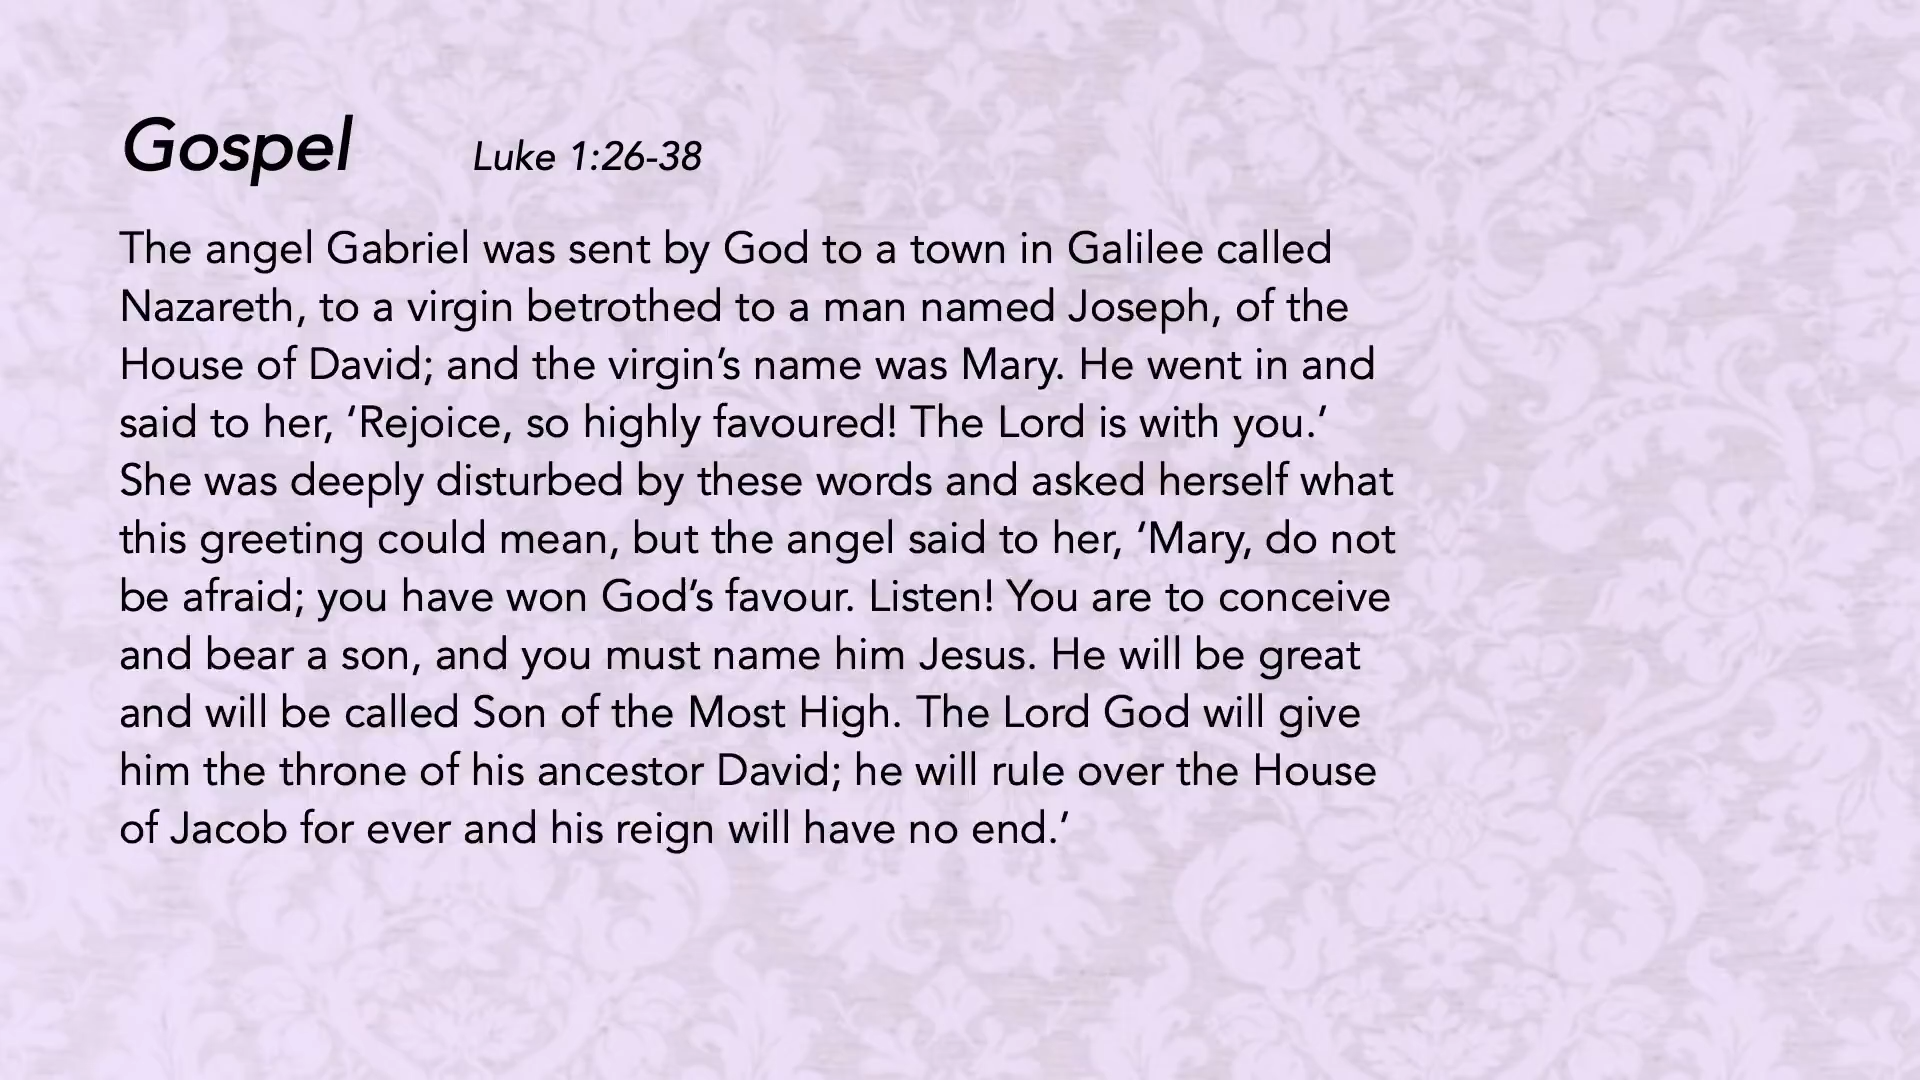 Gospel Luke 1:26-38
The angel Gabriel was sent by God to a town in Galilee called
Nazareth, to a virgin betrothed to a man named Joseph, of the
House of David; and the virgin’s name was Mary. He went in and
said to her, ‘Rejoice, so highly favoured! The Lord is with you.’
She was deeply disturbed by these words and asked herself what
this greeting could mean, but the angel said to her, ‘Mary, do not
be afraid; you have won God’s favour. Listen! You are to conceive
and bear a son, and you must name him Jesus. He will be great
and will be called Son of the Most High. The Lord God will give
him the throne of his ancestor David; he will rule over the House
of Jacob for ever and his reign will have no end.’